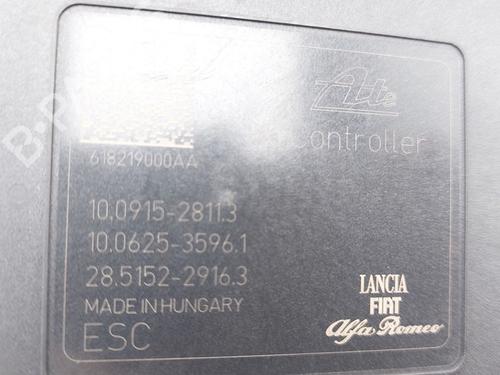 Ate
Controller
618219000AA
10.0915-2811.3
10.0625-3596.1
28.5152-2916.3
MADE IN HUNGARY
ESC
LANCIA
FIAT
Alfa Romeo